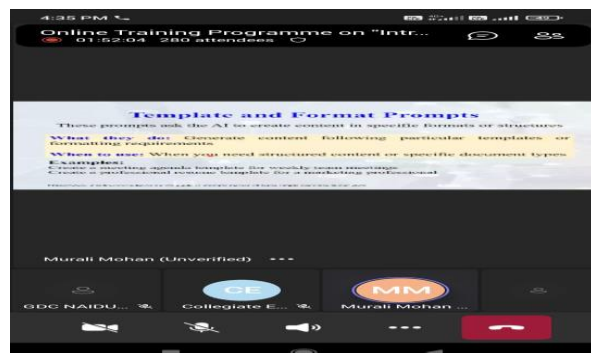 4:35 PM
Online Training Programme on "Intr...
01:52:04 280 attendees
Template and Format Prompts
These prompts ask the AI to create content in specific formats or structures
What they do: Generate content following particular templates or
formatting requirements
When to use: When you need structured content or specific document types
Examples:
Create a meeting agenda template for weekly team meetings
Create a professional resume template for a marketing professional
Murali Mohan (Unverified) •••
CE
MM
GDC NAIDU...
Collegiate E...
Murali Mohan ...